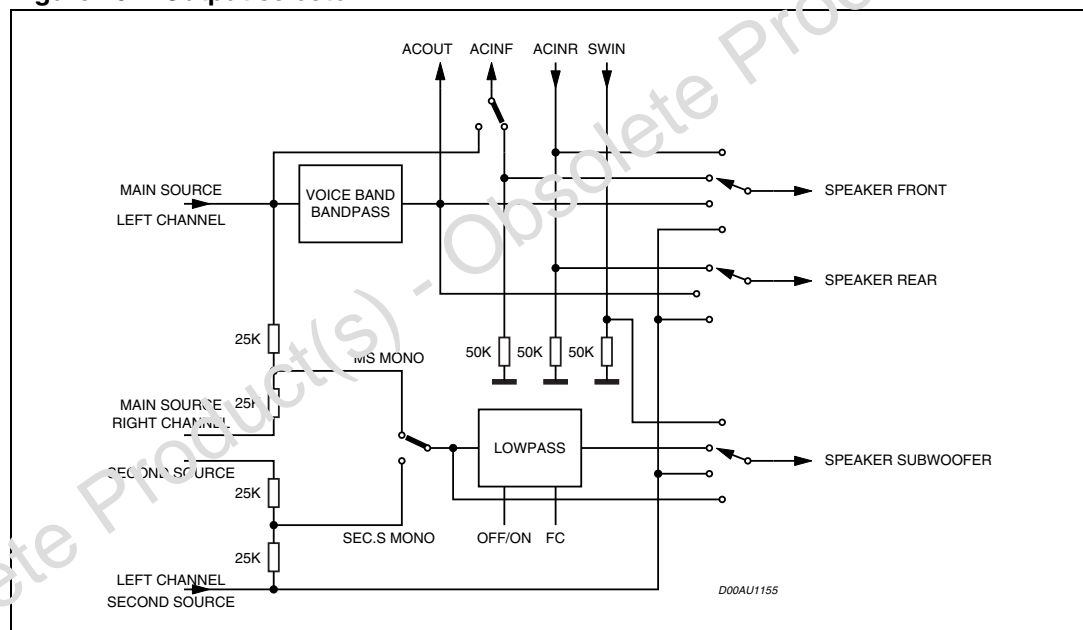 ACOUT ACINF ACINR SWIN
MAIN SOURCE
LEFT CHANNEL
VOICE BAND
BANDPASS
SPEAKER FRONT
SPEAKER REAR
25K
MS MONO
50K 50K 50K
25K
MAIN SOURCE
RIGHT CHANNEL
SECOND SOURCE
LOWPASS
SPEAKER SUBWOOFER
25K
SEC.S MONO
OFF/ON FC
25K
LEFT CHANNEL
SECOND SOURCE
D00AU1155
Product(s) - Obsolete